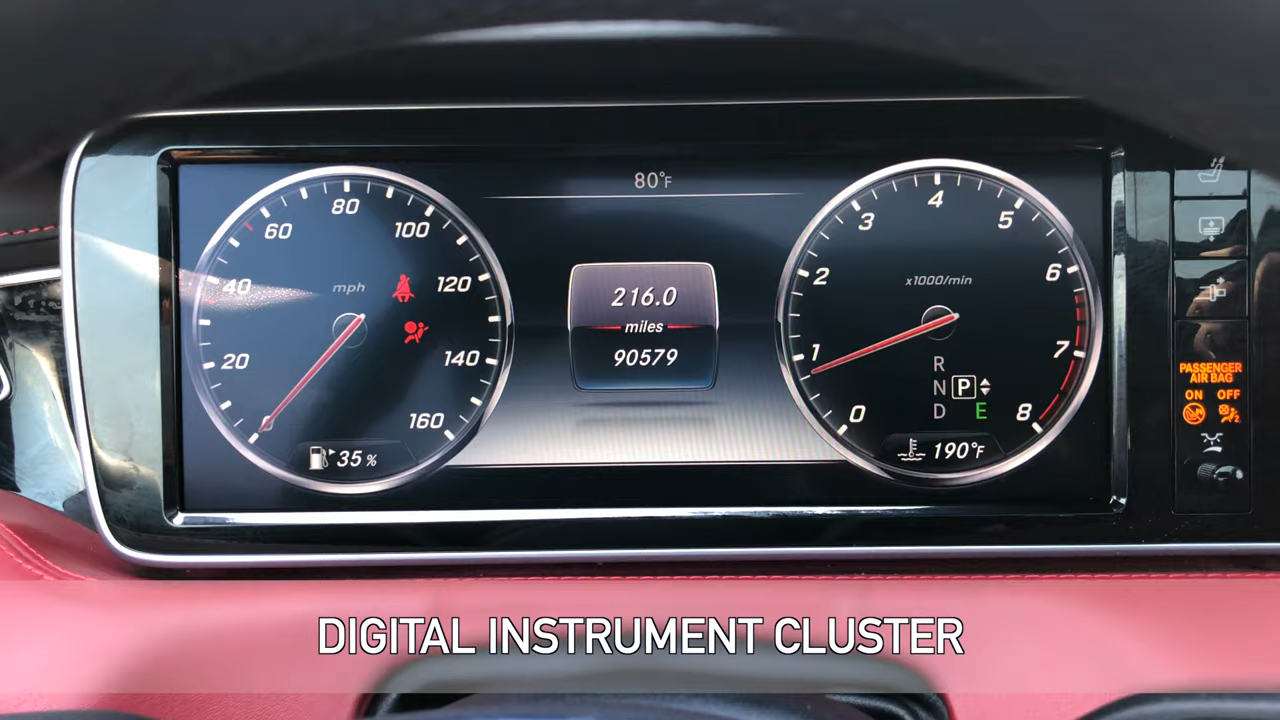 80°F
80
60
100
40
mph
120
20
140
0
160
35 %
216.0
miles
90579
4
3
5
2
x1000/min
6
1
7
0
8
R
N P
D E
190°F
PASSENGER
AIR BAG
ON OFF
DIGITAL INSTRUMENT CLUSTER